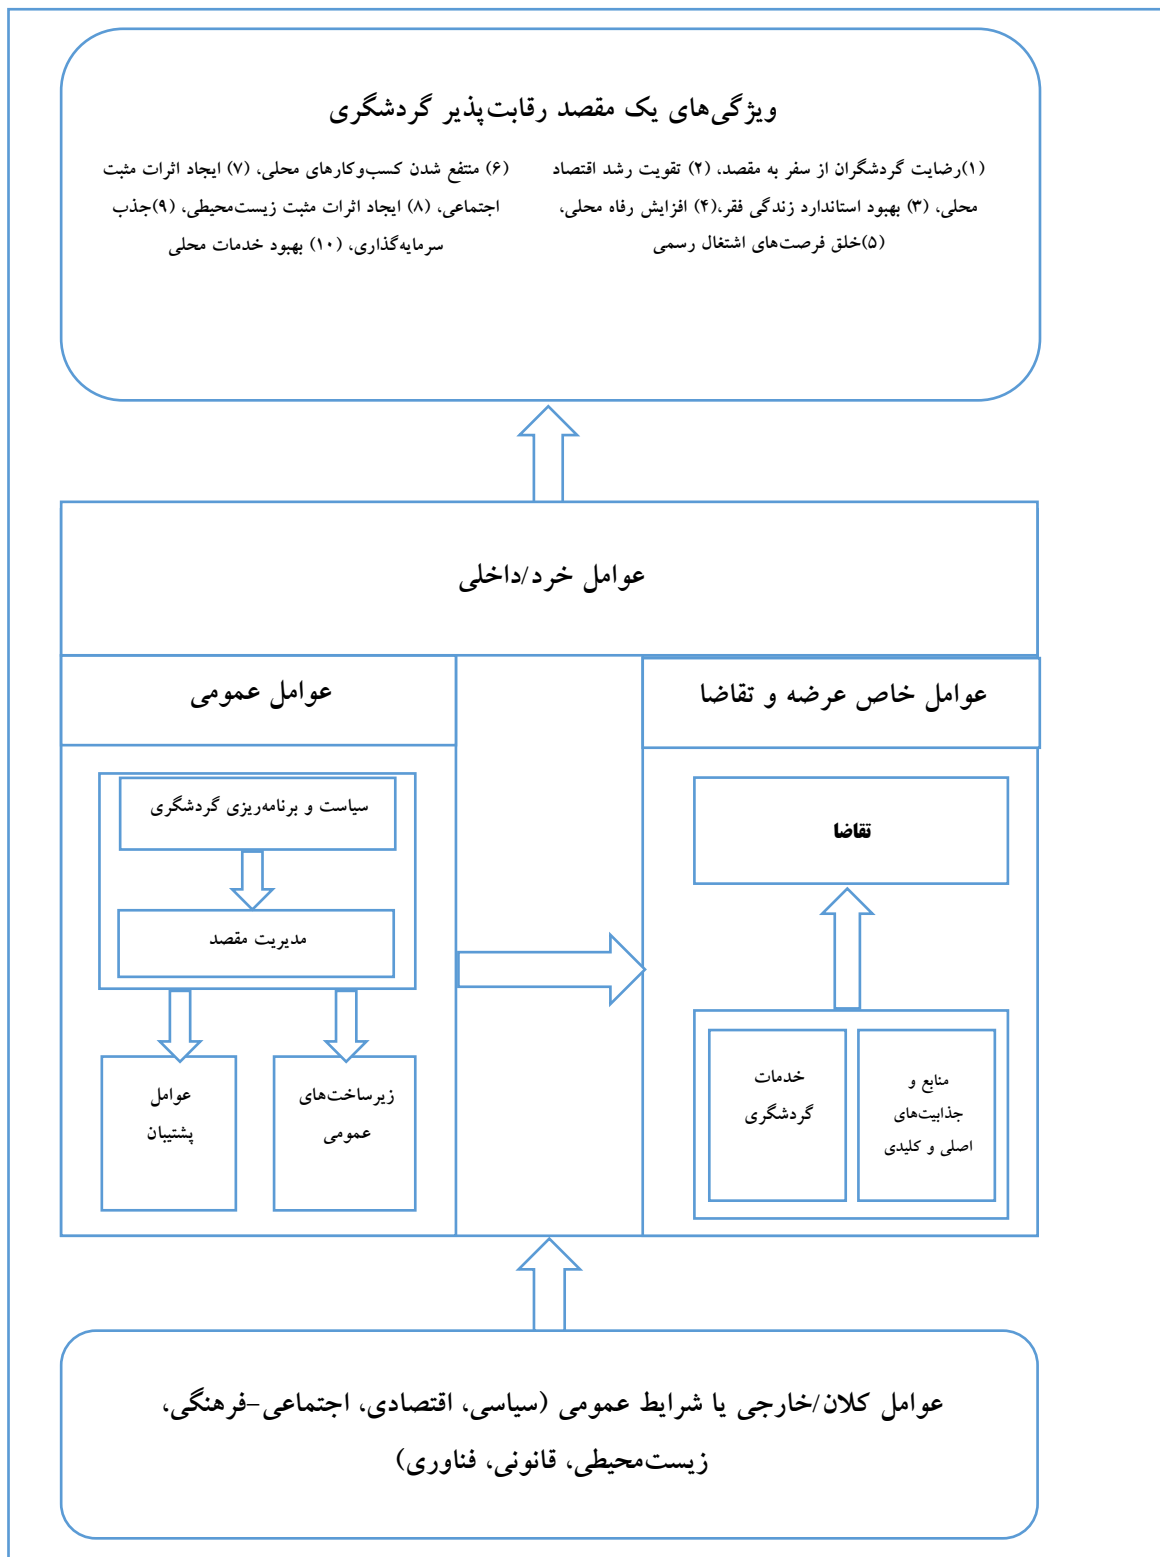 ویژگی‌های یک مقصد رقابت‌پذیر گردشگری
(۱)رضایت گردشگران از سفر به مقصد، (۲) تقویت رشد اقتصاد
محلی، (۳) بهبود استاندارد زندگی فقر،(۴) افزایش رفاه محلی،
(۵)خلق فرصت‌های اشتغال رسمی
(۶) منتفع شدن کسب‌وکارهای محلی، (۷) ایجاد اثرات مثبت
اجتماعی، (۸) ایجاد اثرات مثبت زیست‌محیطی، (۹)جذب
سرمایه‌گذاری، (۱۰) بهبود خدمات محلی
عوامل خرد/داخلی
عوامل خاص عرضه و تقاضا
تقاضا
منابع و
جذابیت‌های
اصلی و کلیدی
خدمات
گردشگری
عوامل عمومی
سیاست و برنامه‌ریزی گردشگری
مدیریت مقصد
زیرساخت‌های
عمومی
عوامل
پشتیبان
عوامل کلان/خارجی یا شرایط عمومی (سیاسی، اقتصادی، اجتماعی-فرهنگی،
زیست‌محیطی، قانونی، فناوری)